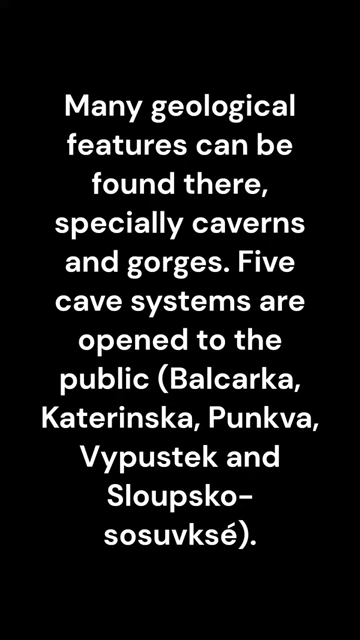 Many geological
features can be
found there,
specially caverns
and gorges. Five
cave systems are
opened to the
public (Balcarka,
Katerinska, Punkva,
Vypustek and
Sloupsko-
sosuvksé).